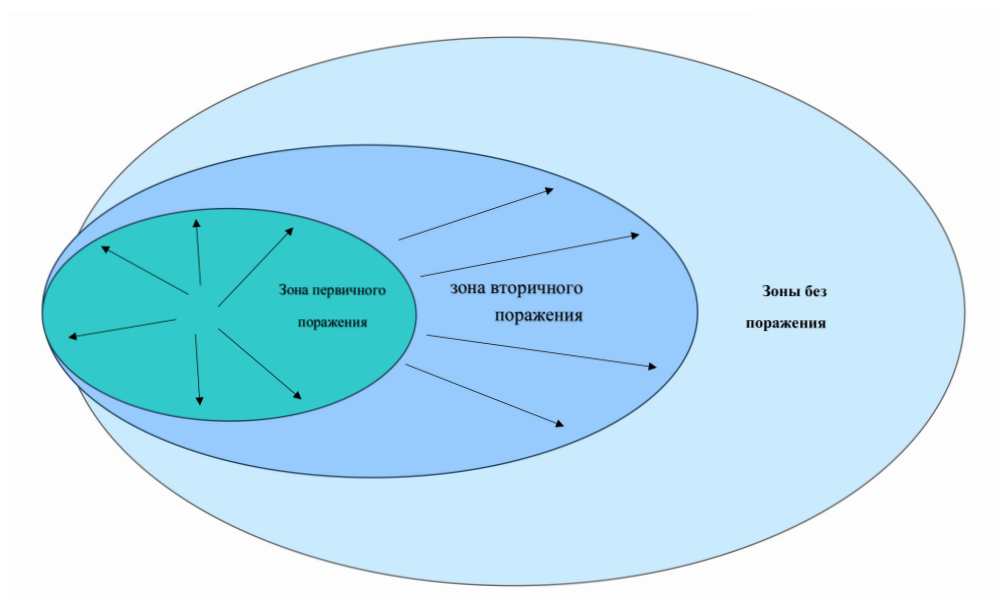 Зона первичного
поражения
зона вторичного
поражения
Зоны без
поражения